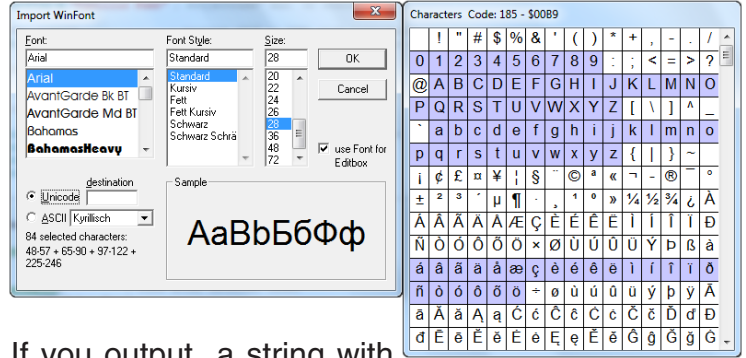 Import WinFont
Font: Font Style: Size:
Arial Standard 28 OK
Arial Standard 20
AvantGarde Bk BT Kursiv 22 Cancel
AvantGarde Md BT Fett 24
Bahamas Fett Kursiv 26
BahamasHeavy Schwarz 28
Schwarz Schrä 36
48 use Font for
72 Editbox
destination
Unicode
ASCII Kyrillisch
84 selected characters:
48-57 + 65-90 + 97-122 +
225-246
Sample
АаВbБбФф
Characters Code: 185 - $00B9
! " # $ % & ' ( ) * + , - . /
0 1 2 3 4 5 6 7 8 9 : ; < = > ?
@ A B C D E F G H I J K L M N O
P Q R S T U V W X Y Z [ \ ] ^ _
` a b c d e f g h i j k l m n o
p q r s t u v w x y z { | } ~
¡ ¢ £ ¤ ¥ ¦ § ¨ © ª « ¬ - ® ¯ °
± ² ³ ´ µ ¶ · ¸ ¹ º » ¼ ½ ¾ ¿ À
Á Â Ã Ä Å Æ Ç È É Ê Ë Ì Í Î Ï Ð
Ñ Ò Ó Ô Õ Ö × Ø Ù Ú Û Ü Ý Þ ß à
á â ã ä å æ ç è é ê ë ì í î ï ð
ñ ò ó ô õ ö ÷ ø ù ú û ü ý þ ÿ Ā
ā Ă ă Ą ą Ć ć Ĉ ĉ Ċ ċ Č č Ď ď Đ
đ Ē ē Ĕ ĕ Ė ė Ę ę Ě ě Ĝ ĝ Ğ ğ Ġ
If you output a string with